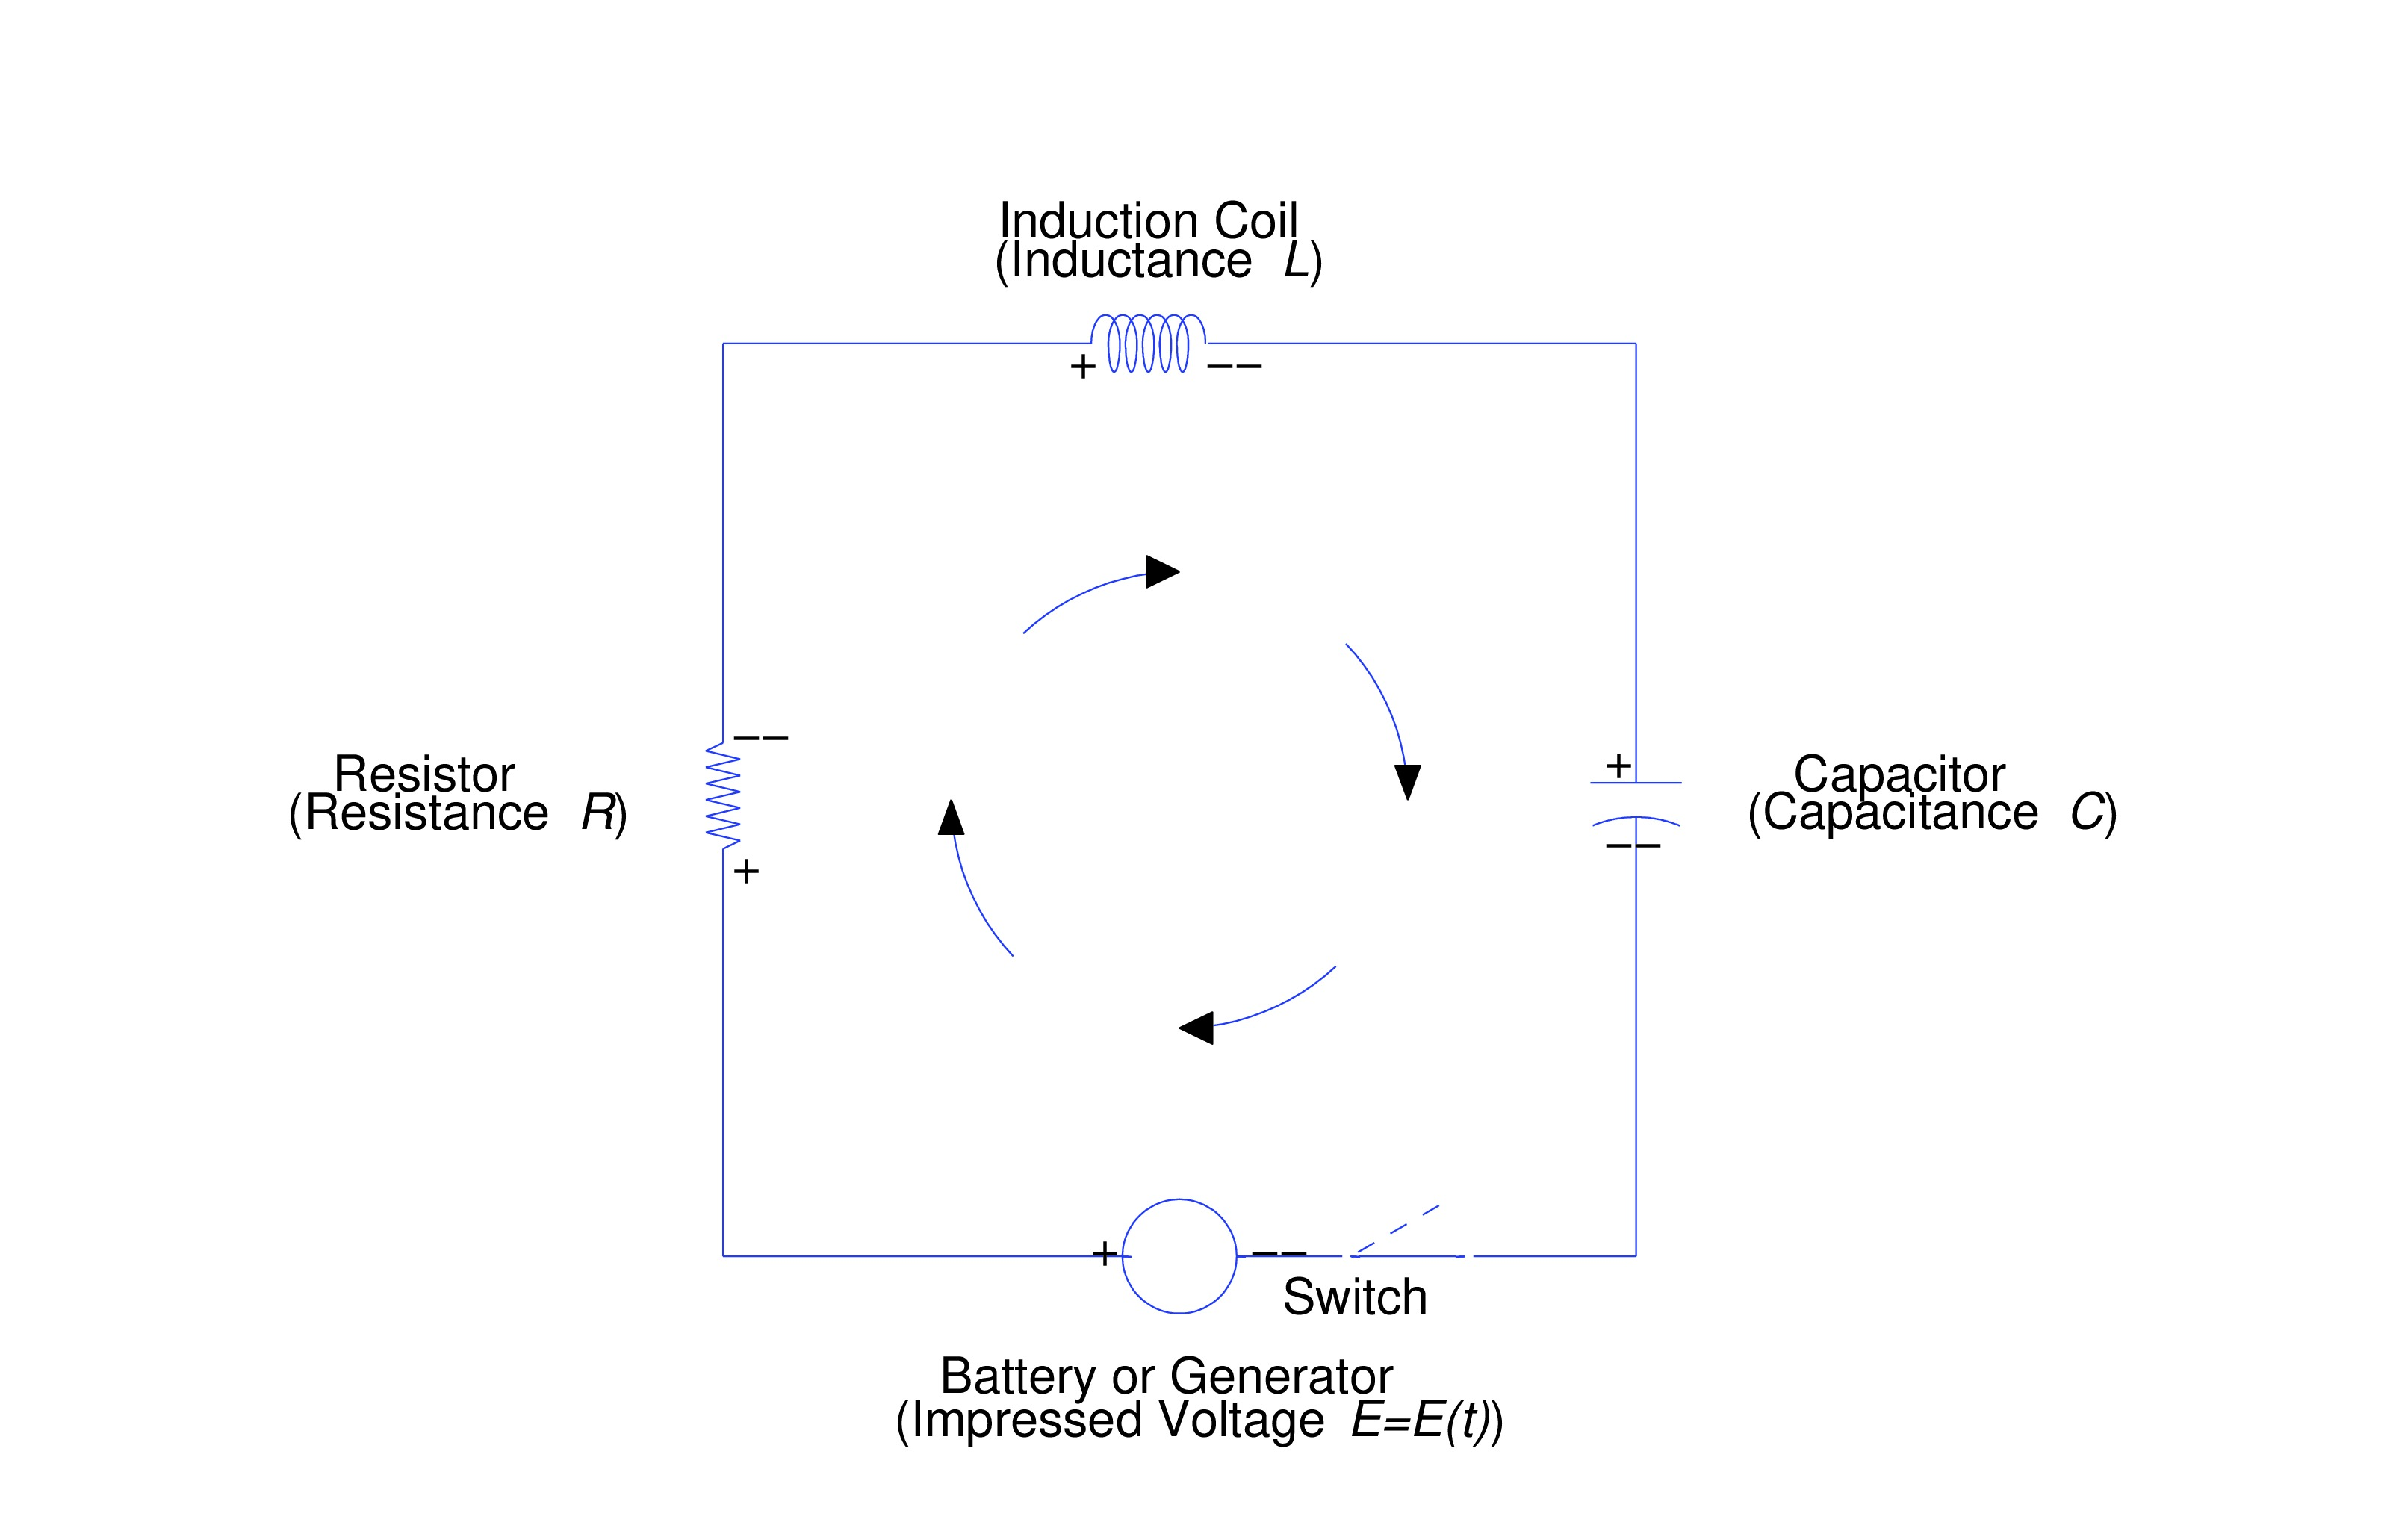 Induction Coil
(Inductance L)
+ −−
−−
Resistor
(Resistance R)
+
+
Capacitor
(Capacitance C)
−−
+ −−
Switch
Battery or Generator
(Impressed Voltage E=E(t))